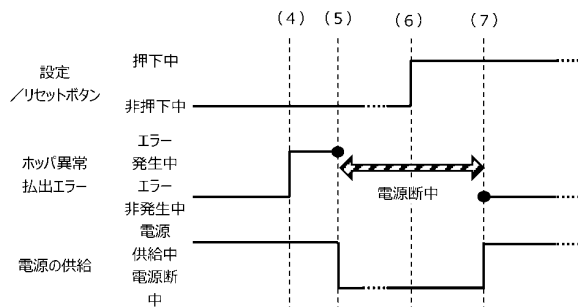 (4) (5) (6) (7)
設定
／リセットボタン
押下中
非押下中
ホッパ異常
払出エラー
エラー
発生中
エラー
非発生中
電源断中
電源の供給
電源
供給中
電源断
中